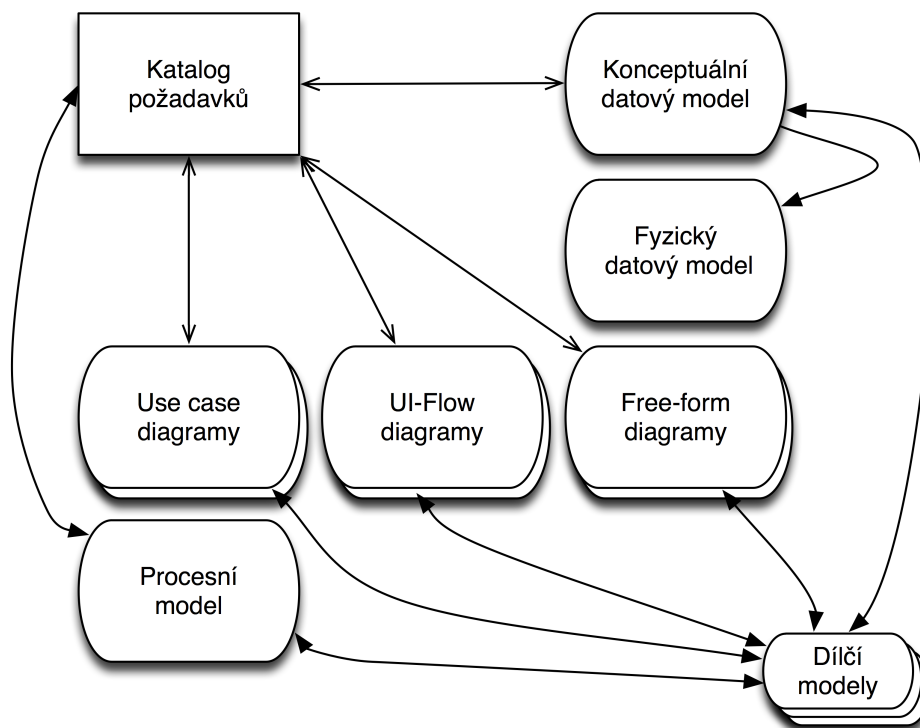 Katalog
požadavků
Konceptuální
datový model
Fyzický
datový model
Use case
diagramy
UI-Flow
diagramy
Free-form
diagramy
Procesní
model
Dílčí
modely